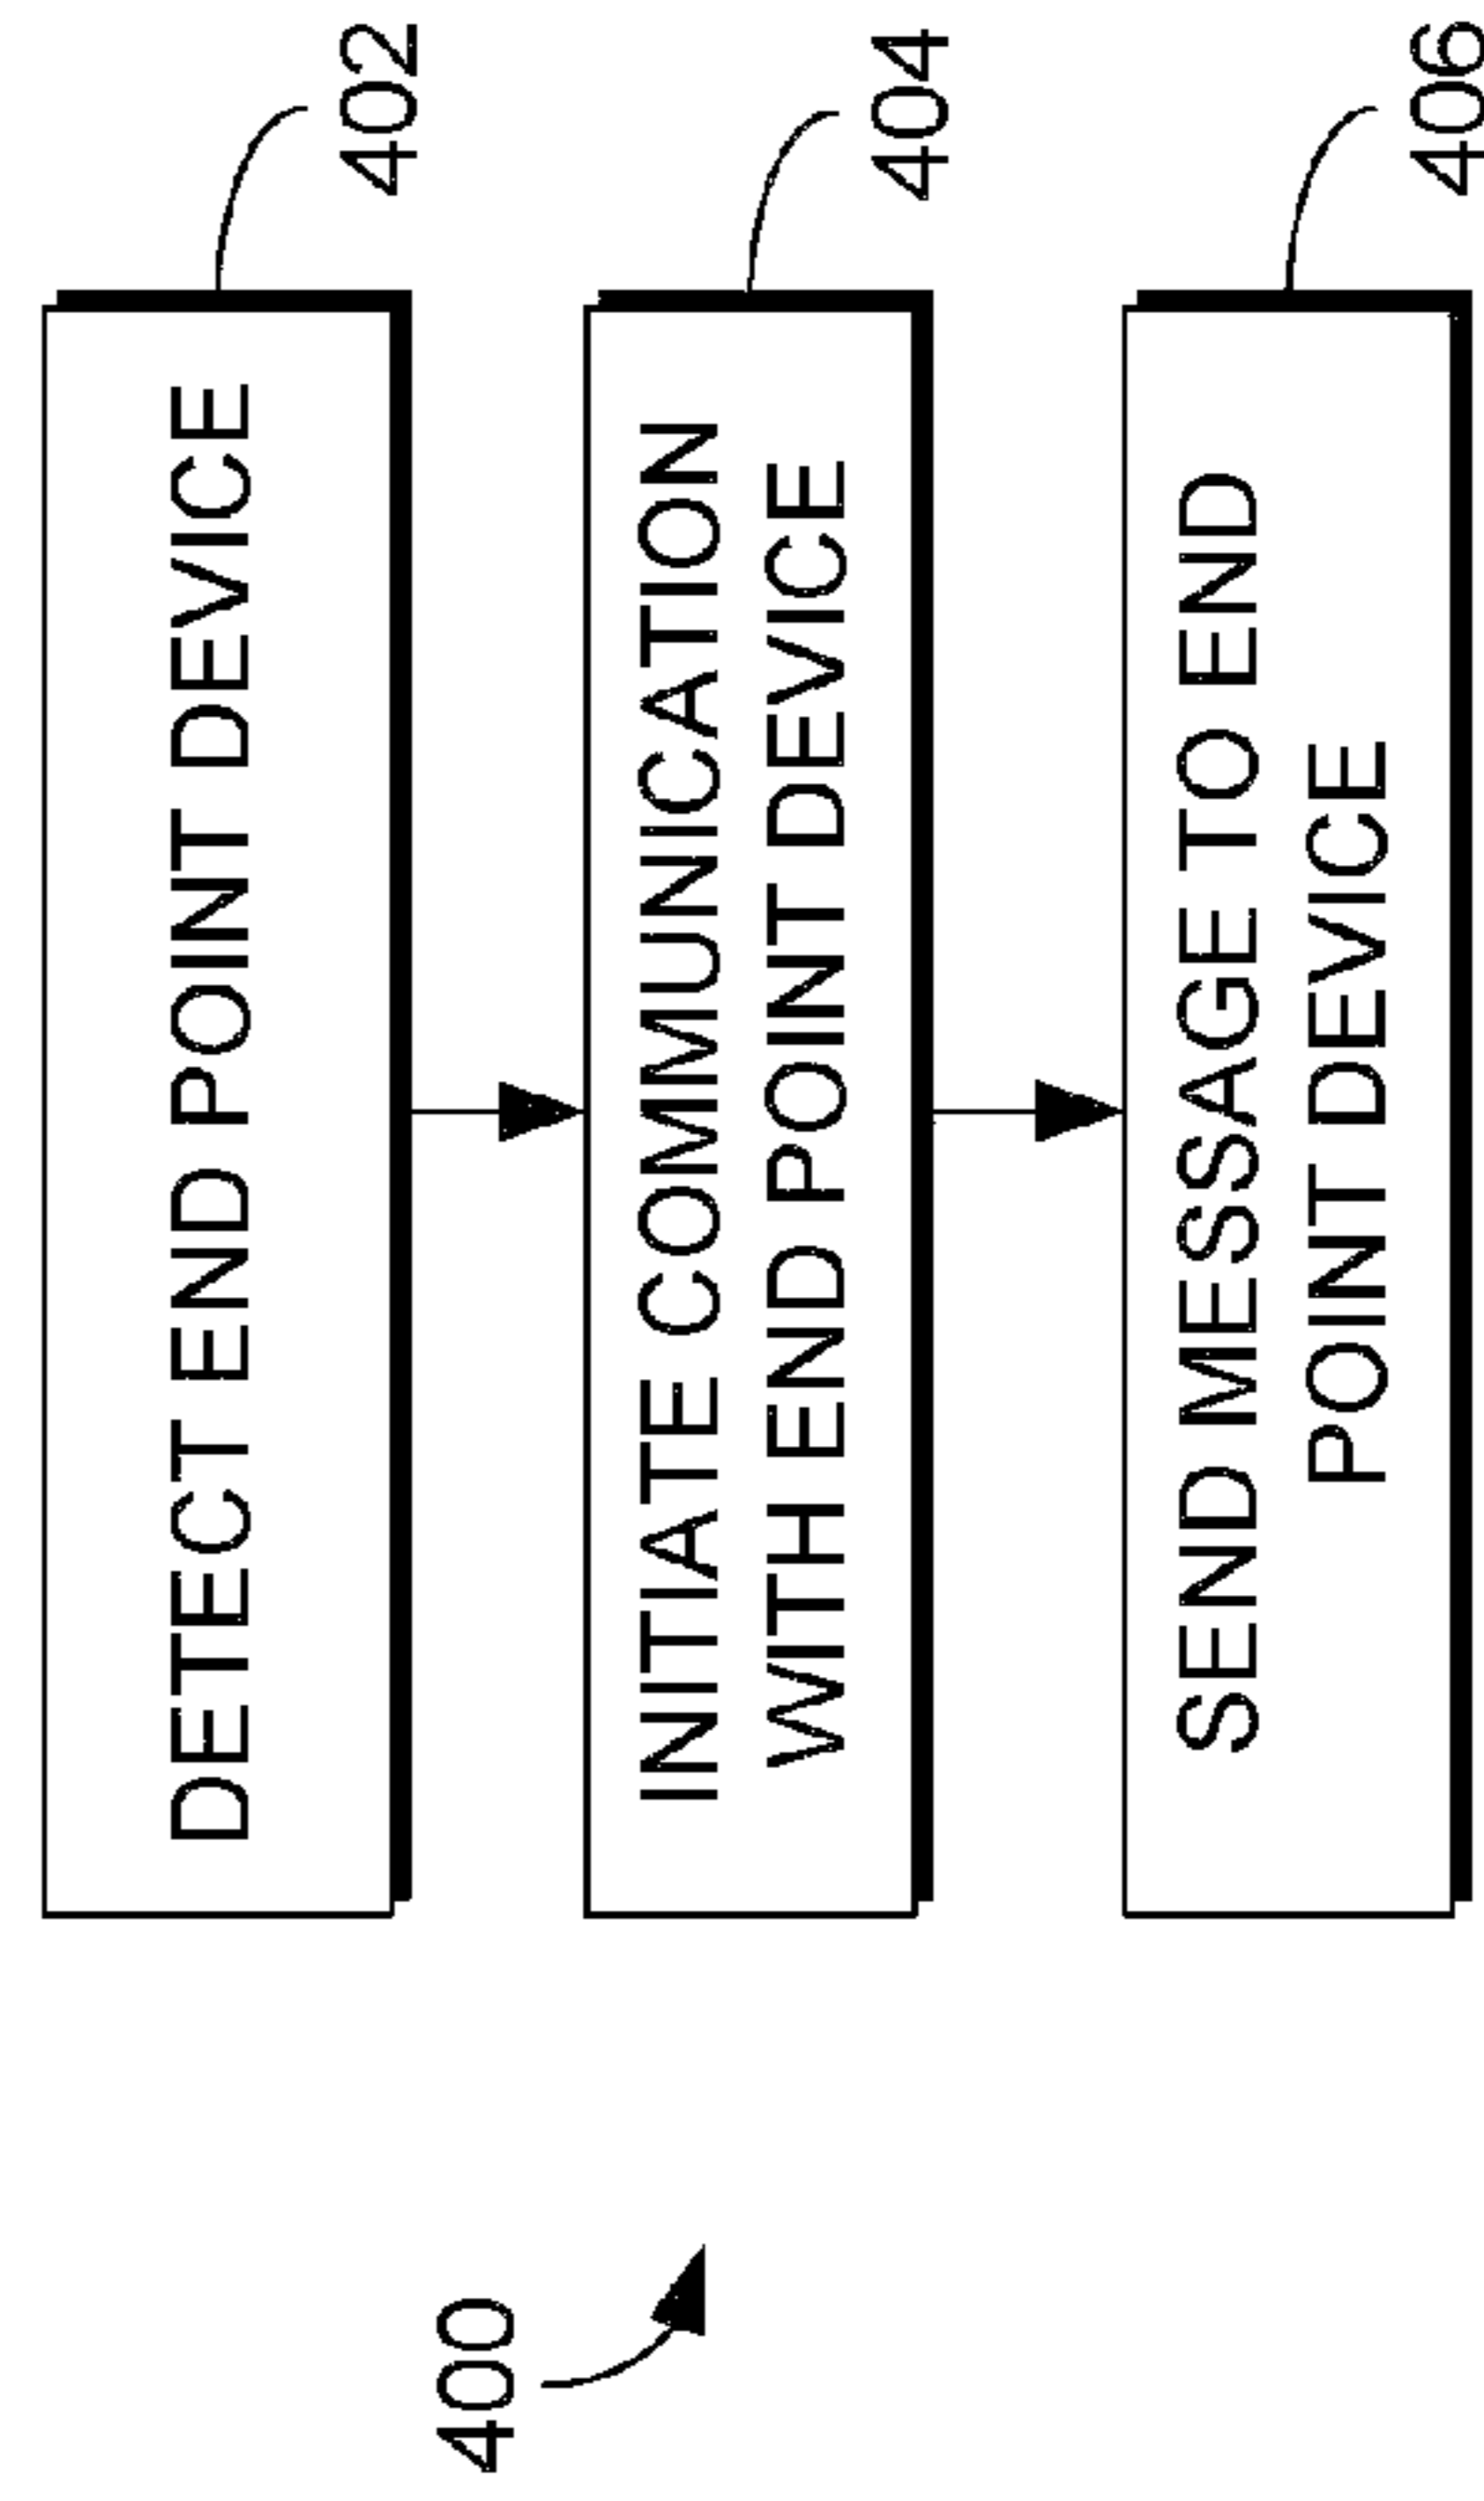 400
DETECT END POINT DEVICE
402
INITIATE COMMUNICATION
WITH END POINT DEVICE
404
SEND MESSAGE TO END
POINT DEVICE
406